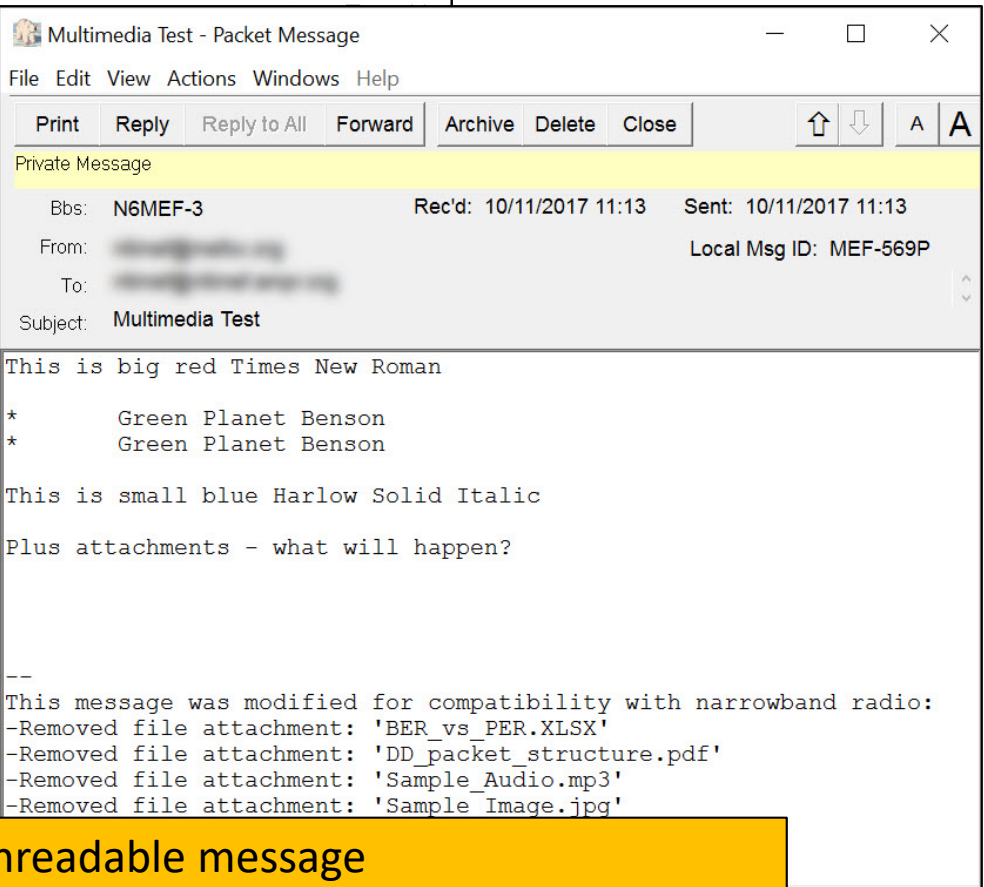 Multimedia Test - Packet Message
File Edit View Actions Windows Help
Print Reply Reply to All Forward Archive Delete Close A A
Private Message
Bbs: N6MEF-3 Rec'd: 10/11/2017 11:13 Sent: 10/11/2017 11:13
From: Local Msg ID: MEF-569P
To:
Subject: Multimedia Test
This is big red Times New Roman
* Green Planet Benson
* Green Planet Benson
This is small blue Harlow Solid Italic
Plus attachments - what will happen?
--
This message was modified for compatibility with narrowband radio:
-Removed file attachment: 'BER_vs_PER.XLSX'
-Removed file attachment: 'DD_packet_structure.pdf'
-Removed file attachment: 'Sample_Audio.mp3'
-Removed file attachment: 'Sample_Image.jpg'
nreadable message